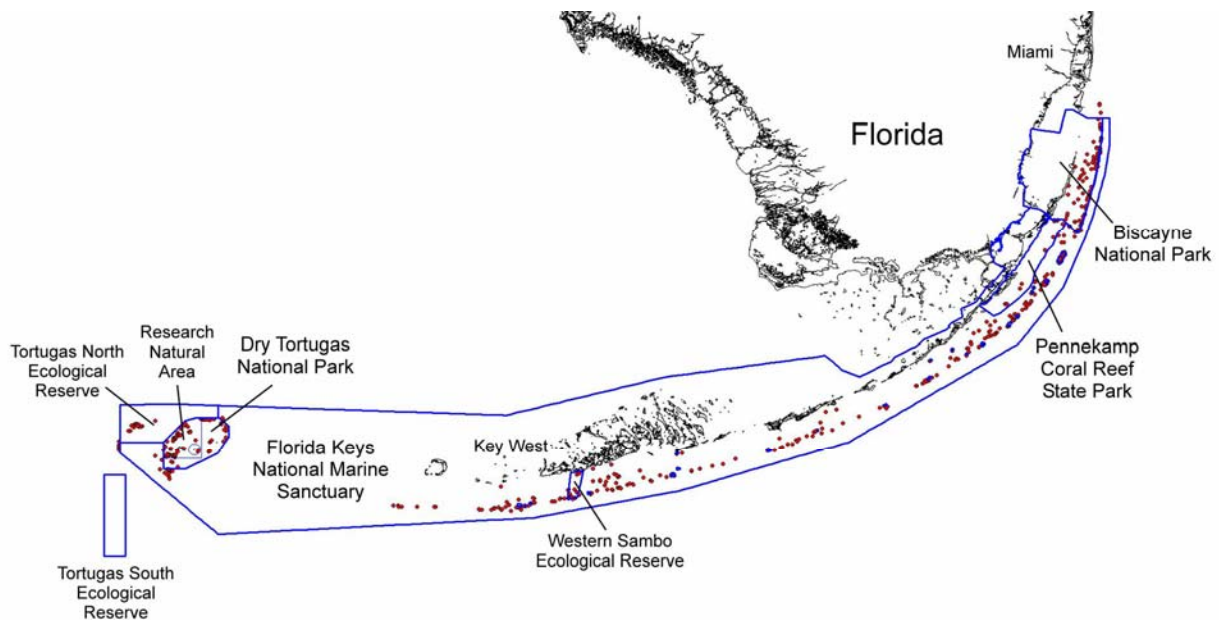 Miami
Florida
Biscayne
National Park
Research
Natural
Area
Tortugas North
Ecological
Reserve
Dry Tortugas
National Park
Pennekamp
Coral Reef
State Park
Florida Keys
National Marine
Sanctuary
Key West
Western Sambo
Ecological Reserve
Tortugas South
Ecological
Reserve